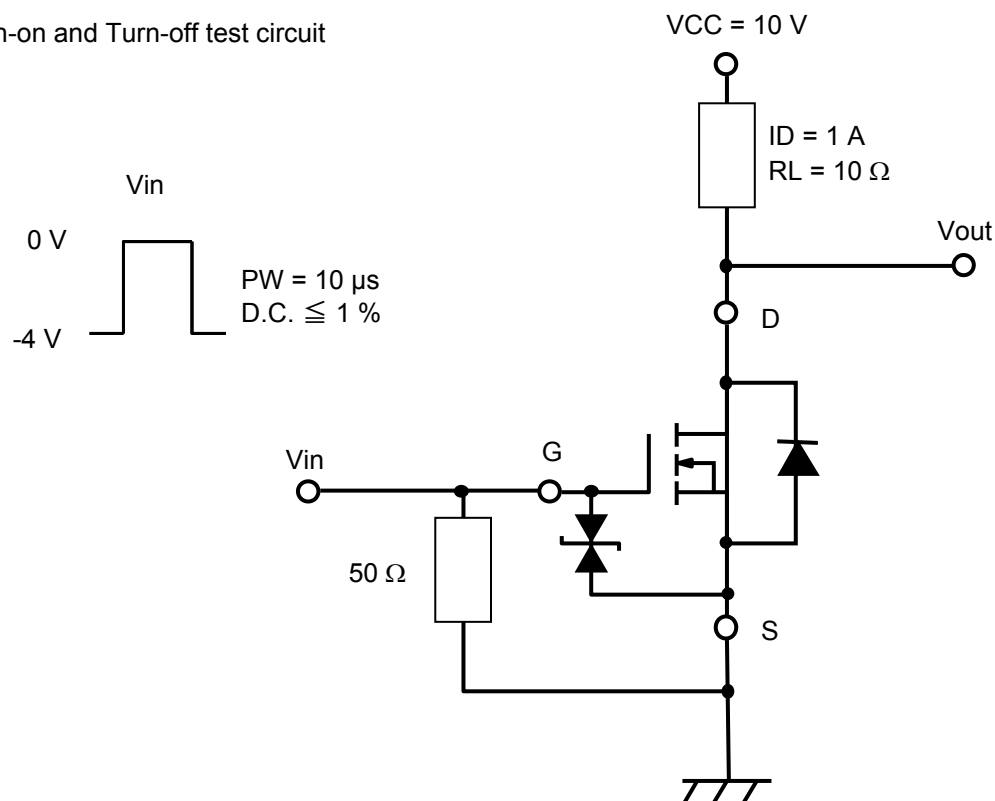 n-on and Turn-off test circuit
VCC = 10 V
ID = 1 A
RL = 10 Ω
Vin
0 V
-4 V
PW = 10 μs
D.C. ≦ 1 %
Vout
D
Vin
G
50 Ω
S